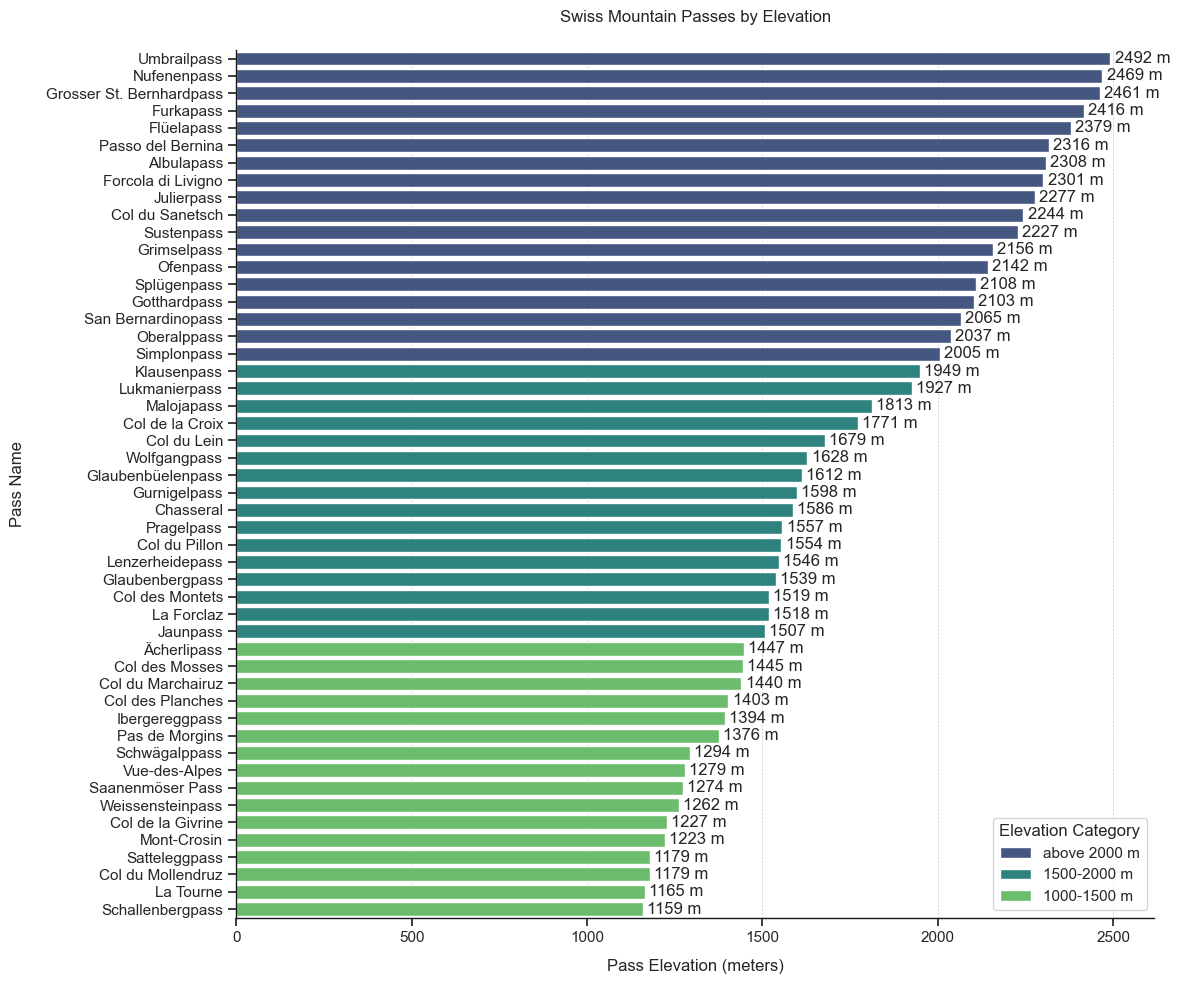 Swiss Mountain Passes by Elevation
Umbrailpass 2492 m
Nufenenpass 2469 m
Grosser St. Bernhardpass 2461 m
Furkapass 2416 m
Flüelapass 2379 m
Passo del Bernina 2316 m
Albulapass 2308 m
Forcola di Livigno 2301 m
Julierpass 2277 m
Col du Sanetsch 2244 m
Sustenpass 2227 m
Grimselpass 2156 m
Ofenpass 2142 m
Splügenpass 2108 m
Gotthardpass 2103 m
San Bernardinopass 2065 m
Oberalppass 2037 m
Simplonpass 2005 m
Klausenpass 1949 m
Lukmanierpass 1927 m
Malojapass 1813 m
Col de la Croix 1771 m
Col du Lein 1679 m
Wolfgangpass 1628 m
Glaubenbüelenpass 1612 m
Gurnigelpass 1598 m
Chasseral 1586 m
Pragelpass 1557 m
Col du Pillon 1554 m
Lenzerheidepass 1546 m
Glaubenbergpass 1539 m
Col des Montets 1519 m
La Forclaz 1518 m
Jaunpass 1507 m
Ächerlipass 1447 m
Col des Mosses 1445 m
Col du Marchairuz 1440 m
Col des Planches 1403 m
Ibergereggpass 1394 m
Pas de Morgins 1376 m
Schwägalppass 1294 m
Vue-des-Alpes 1279 m
Saanenmöser Pass 1274 m
Weissensteinpass 1262 m
Col de la Givrine 1227 m
Mont-Crosin 1223 m
Satteleggpass 1179 m
Col du Mollendruz 1179 m
La Tourne 1165 m
Schallenbergpass 1159 m
Pass Name
Elevation Category
above 2000 m
1500-2000 m
1000-1500 m
0 500 1000 1500 2000 2500
Pass Elevation (meters)